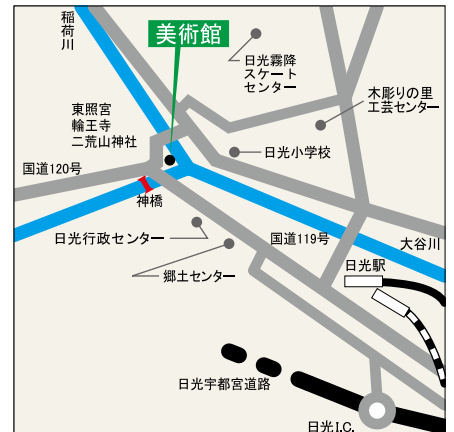 稲荷川
美術館
日光霧降
スケート
センター
木彫りの里
工芸センター
東照宮
輪王寺
二荒山神社
日光小学校
国道120号
神橋
日光行政センター
国道119号
大谷川
郷土センター
日光駅
日光宇都宮道路
日光I.C.